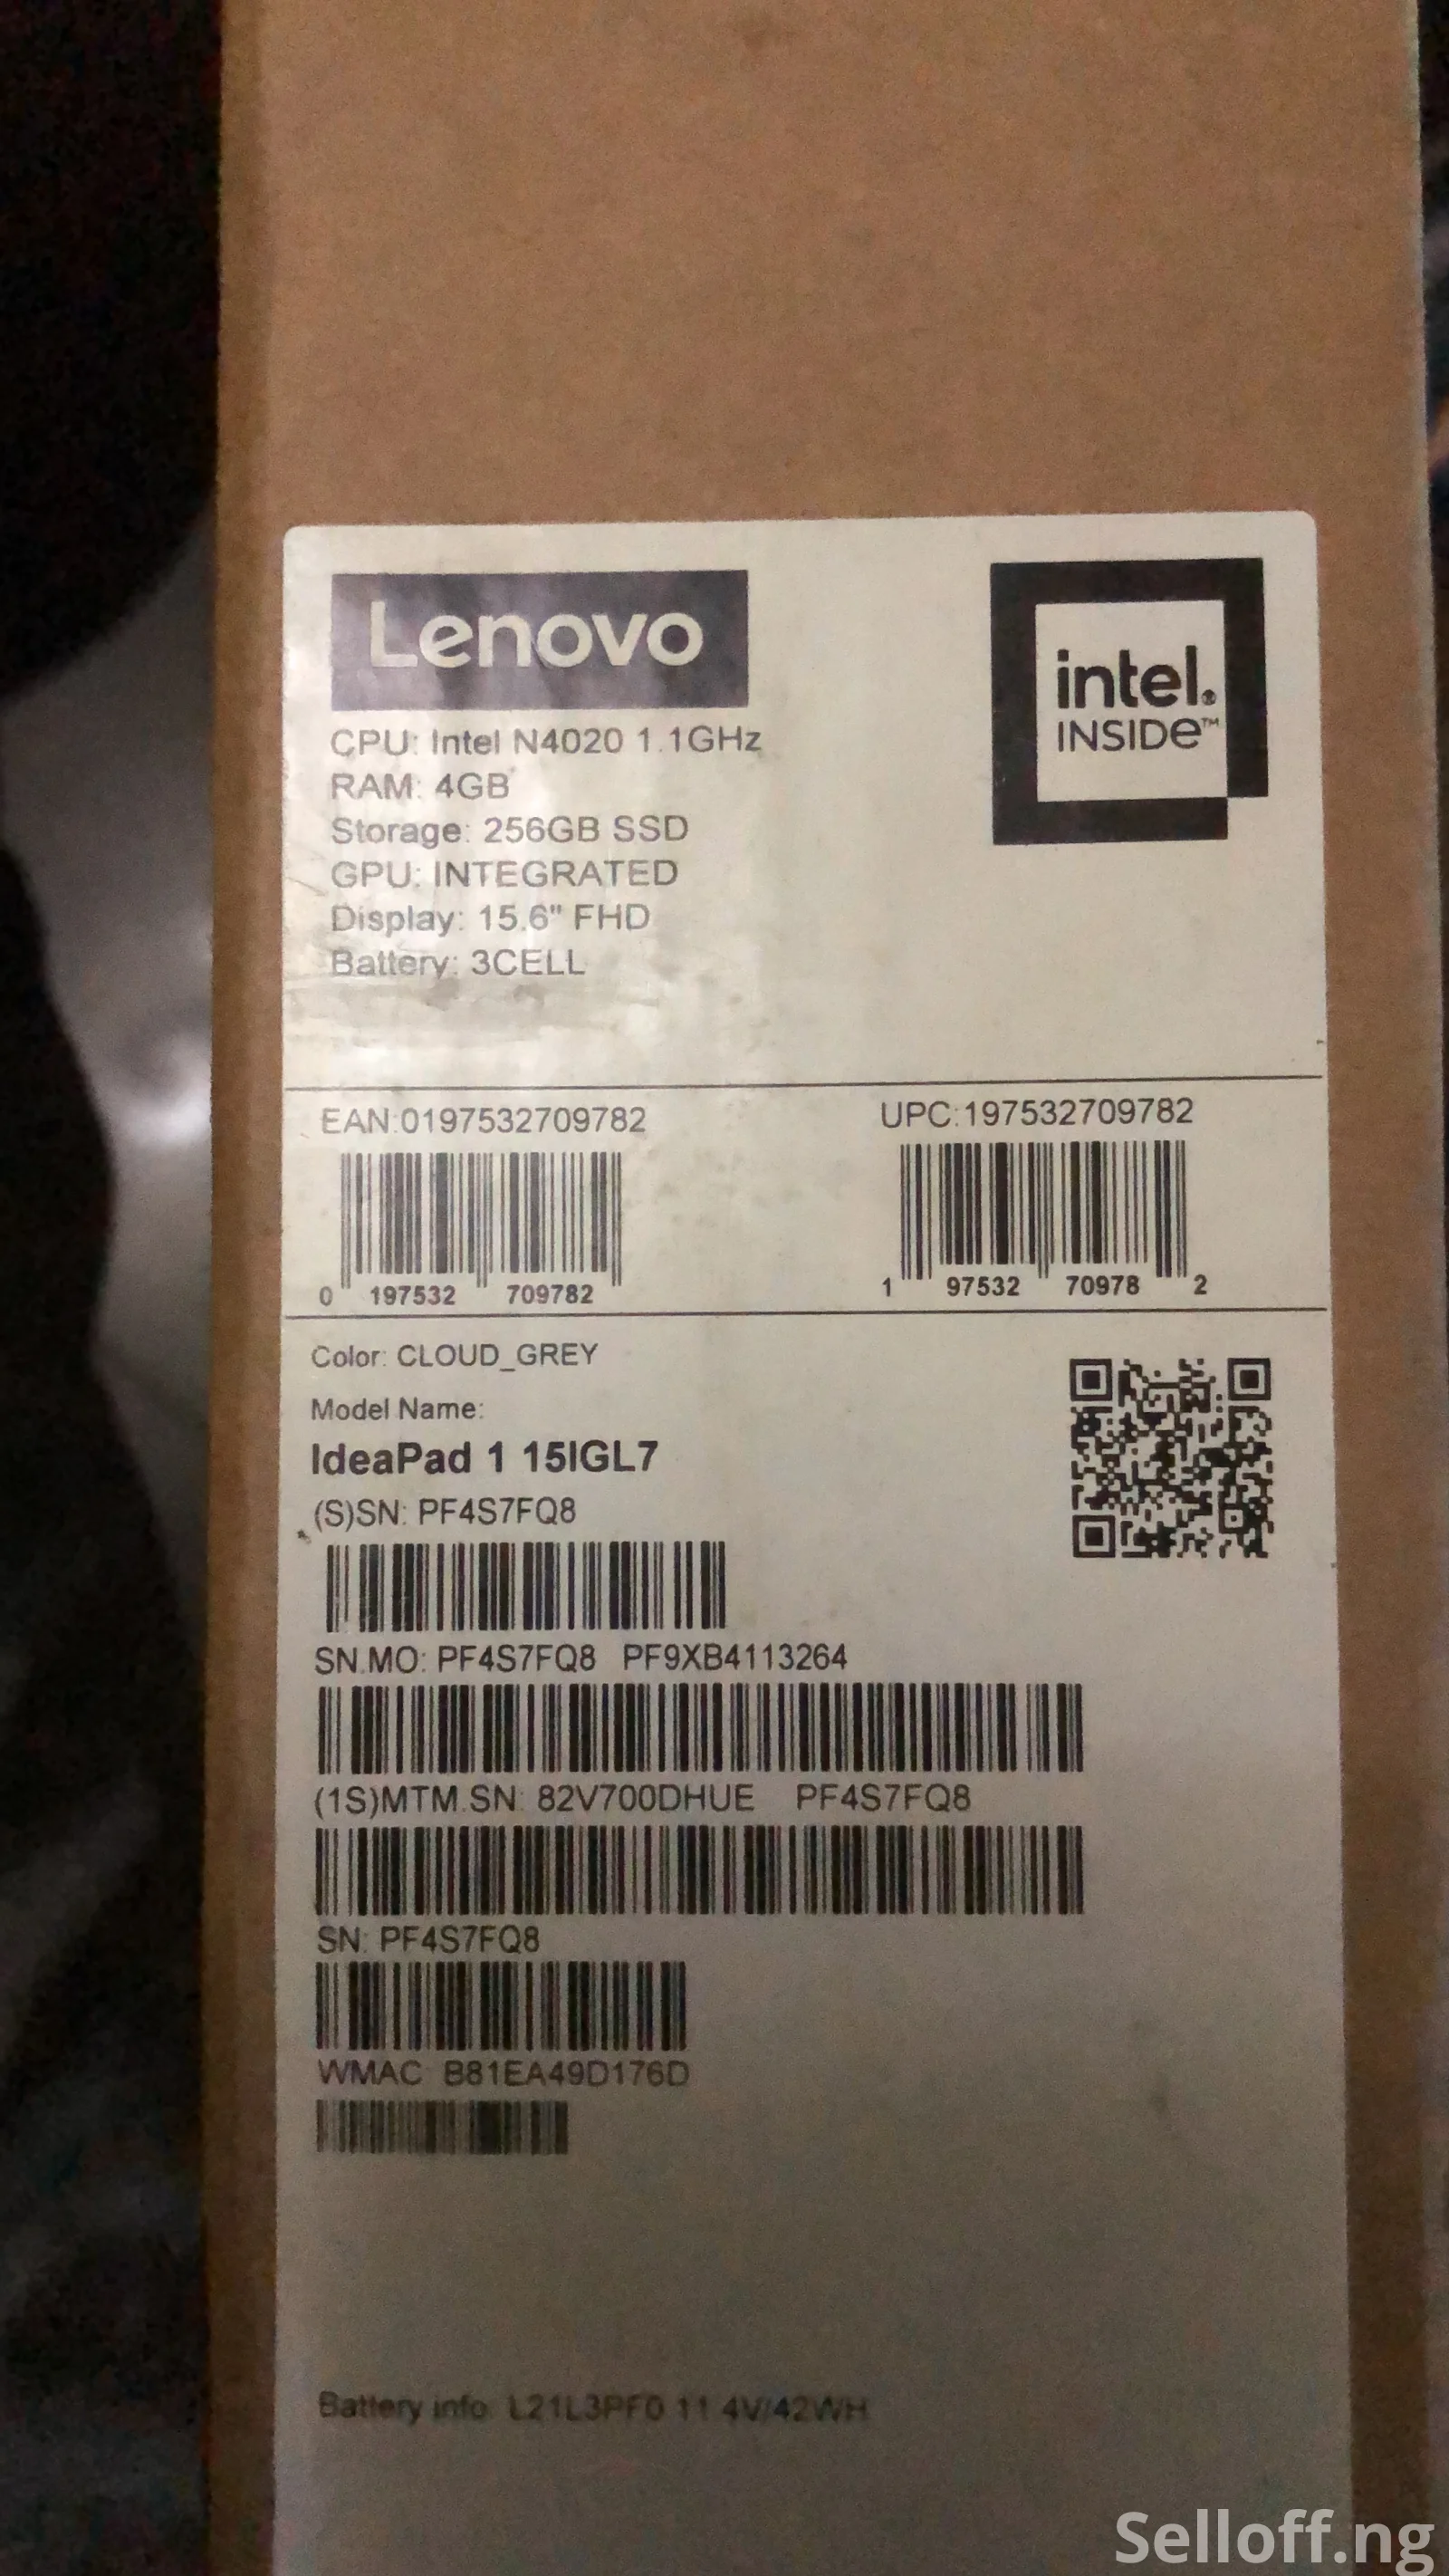 Lenovo
intel®
INSIDe™
CPU: Intel N4020 1.1GHz
RAM: 4GB
Storage: 256GB SSD
GPU: INTEGRATED
Display: 15.6" FHD
Battery: 3CELL
EAN:0197532709782
UPC:197532709782
0 197532 709782
1 97532 70978 2
Color: CLOUD_GREY
Model Name:
IdeaPad 1 15IGL7
(S)SN: PF4S7FQ8
SN.MO: PF4S7FQ8 PF9XB4113264
(1S)MTM.SN: 82V700DHUE PF4S7FQ8
SN: PF4S7FQ8
WMAC: B81EA49D176D
Battery info: L21L3PF0 11.4V/42WH
Selloff.ng